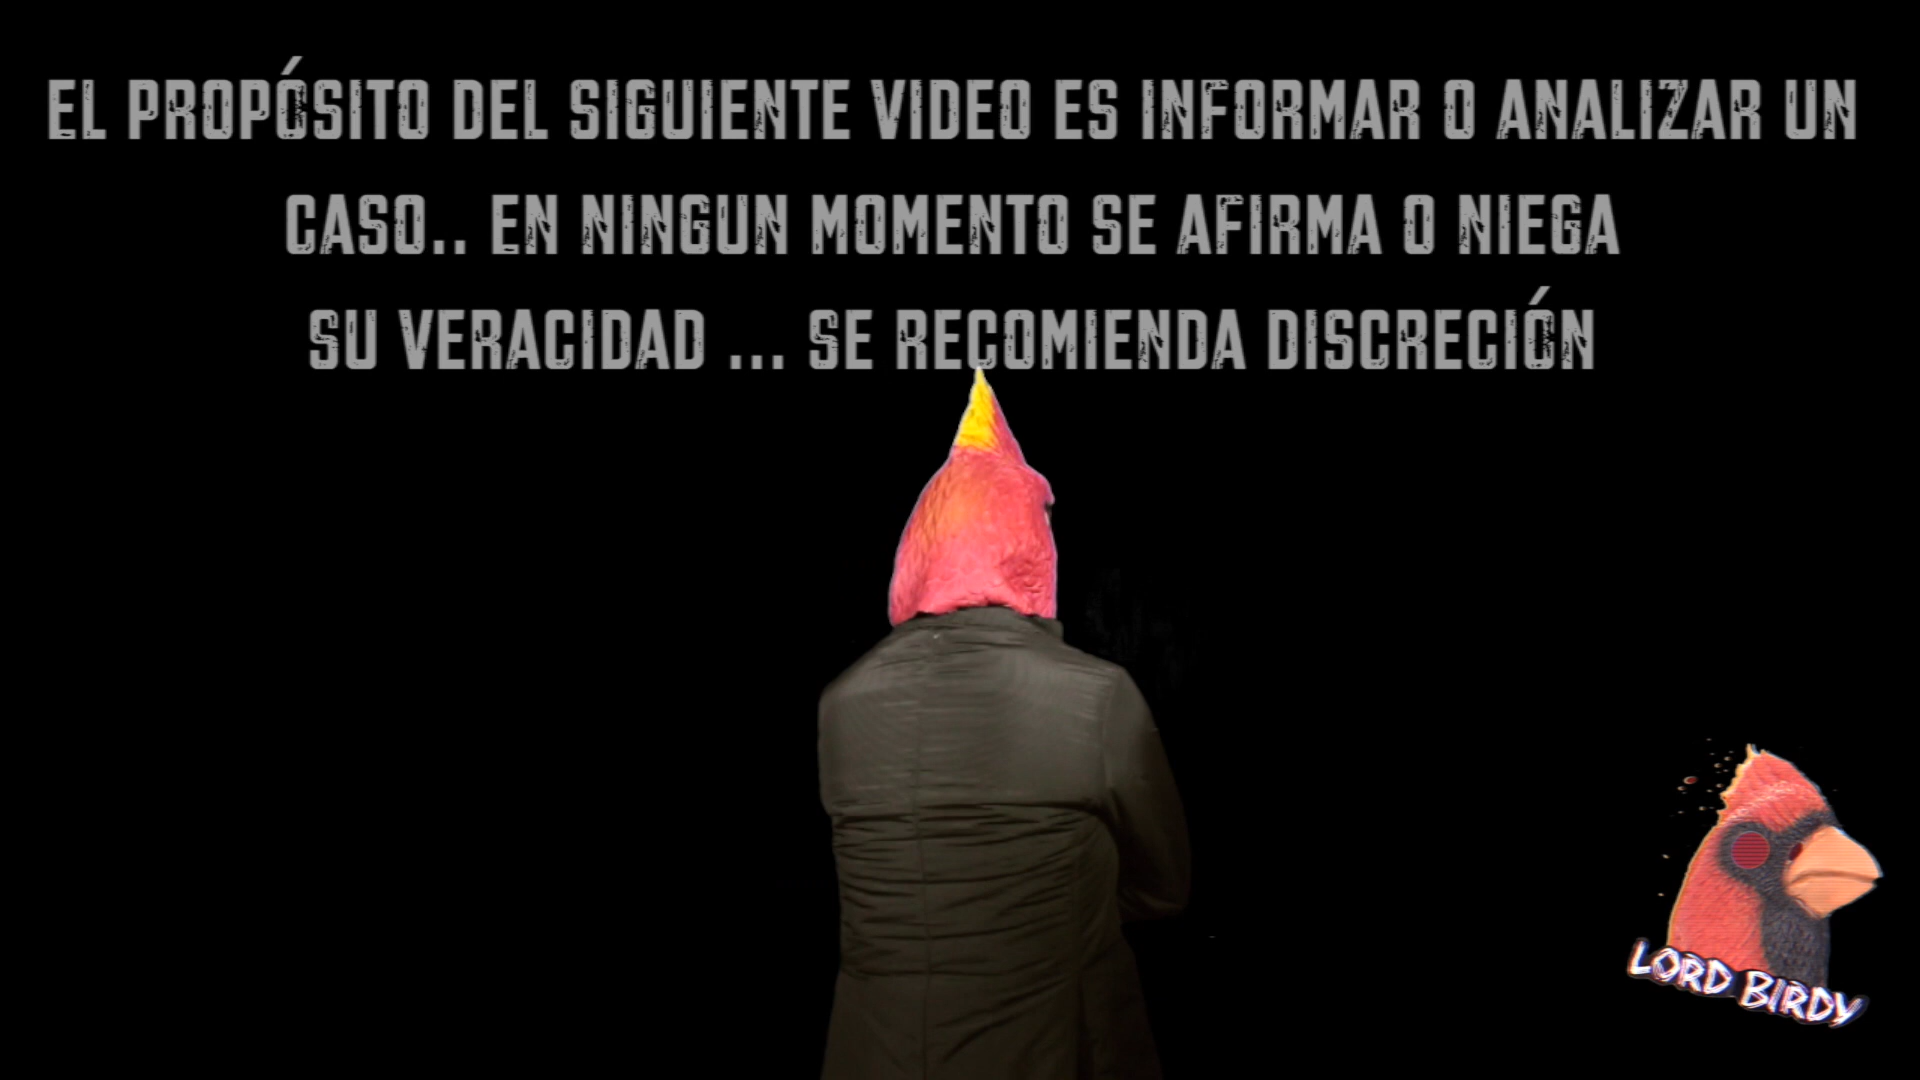 EL PROPÓSITO DEL SIGUIENTE VIDEO ES INFORMAR O ANALIZAR UN
CASO.. EN NINGUN MOMENTO SE AFIRMA O NIEGA
SU VERACIDAD ... SE RECOMIENDA DISCRECIÓN
LORD BIRDY